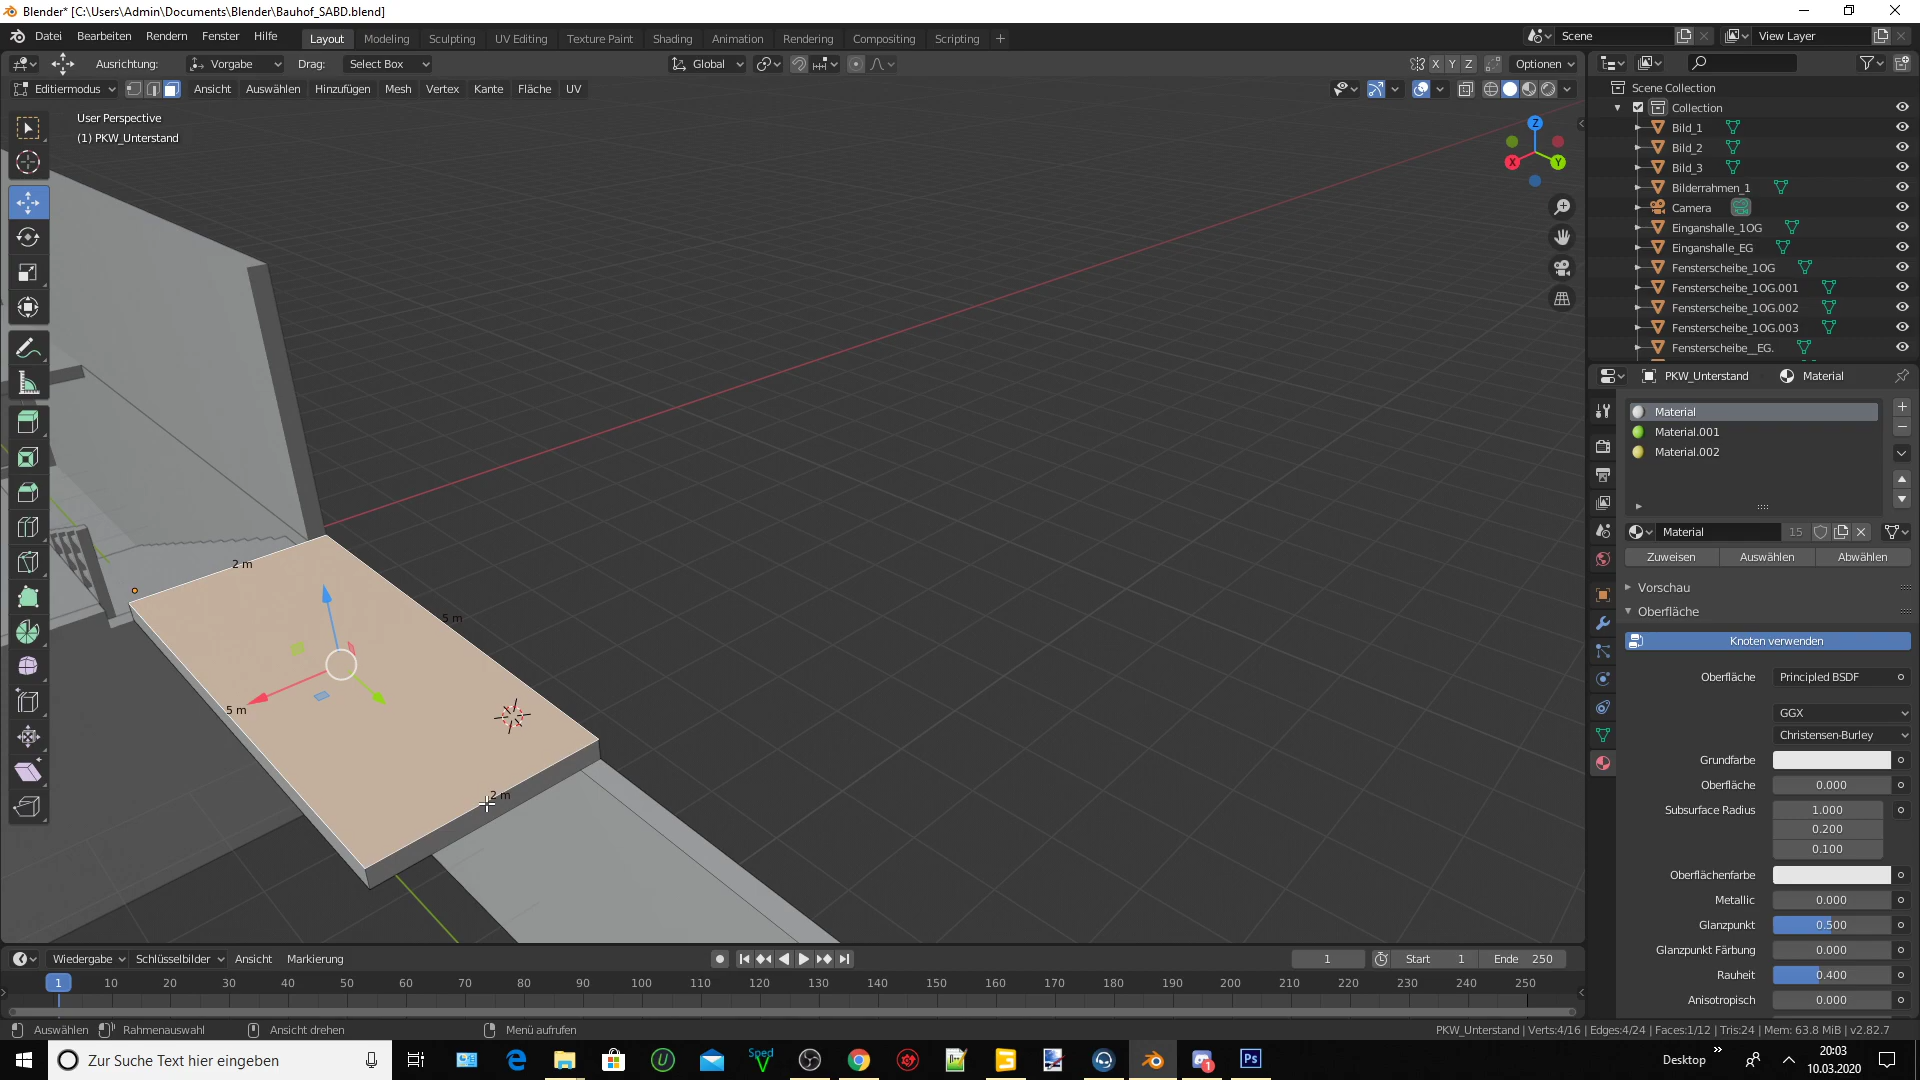 Blender* [C:\Users\Admin\Documents\Blender\Bauhof_SABD.blend]
Datei Bearbeiten Rendern Fenster Hilfe
Layout Modeling Sculpting UV Editing Texture Paint Shading Animation Rendering Compositing Scripting +
Scene
View Layer
Ausrichtung: Vorgabe Drag: Select Box
Global
X Y Z Optionen
Editiermodus Ansicht Auswählen Hinzufügen Mesh Vertex Kante Fläche UV
User Perspective
(1) PKW_Unterstand
Z
X
Y
2 m
5 m
5 m
2 m
Scene Collection
Collection
Bild_1
Bild_2
Bild_3
Bilderrahmen_1
Camera
Einganshalle_1OG
Einganshalle_EG
Fensterscheibe_1OG
Fensterscheibe_1OG.001
Fensterscheibe_1OG.002
Fensterscheibe_1OG.003
Fensterscheibe__EG.
PKW_Unterstand Material
Material
Material.001
Material.002
Material 15
Zuweisen Auswählen Abwählen
Vorschau
Oberfläche
Knoten verwenden
Oberfläche Principled BSDF
GGX
Christensen-Burley
Grundfarbe
Oberfläche 0.000
Subsurface Radius 1.000
0.200
0.100
Oberflächenfarbe
Metallic 0.000
Glanzpunkt 0.500
Glanzpunkt Färbung 0.000
Rauheit 0.400
Anisotropisch 0.000
Wiedergabe Schlüsselbilder Ansicht Markierung
1 Start 1 Ende 250
1 10 20 30 40 50 60 70 80 90 100 110 120 130 140 150 160 170 180 190 200 210 220 230 240 250
Auswählen Rahmenauswahl Ansicht drehen Menü aufrufen
PKW_Unterstand | Verts:4/16 | Edges:4/24 | Faces:1/12 | Tris:24 | Mem: 63.8 MiB | v2.82.7
Zur Suche Text hier eingeben
Sped
V
1
Ps
Desktop »
20:03
10.03.2020